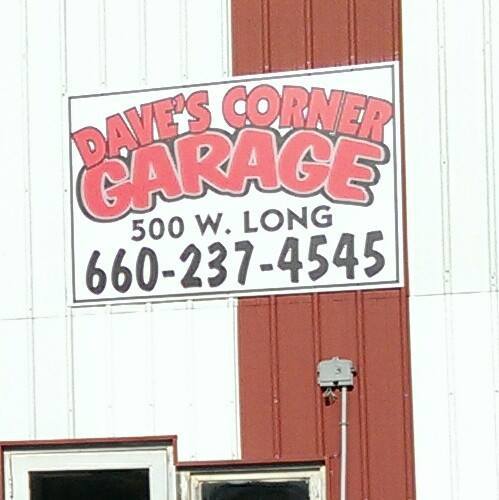 DAVE'S CORNER
GARAGE
500 W. LONG
660-237-4545